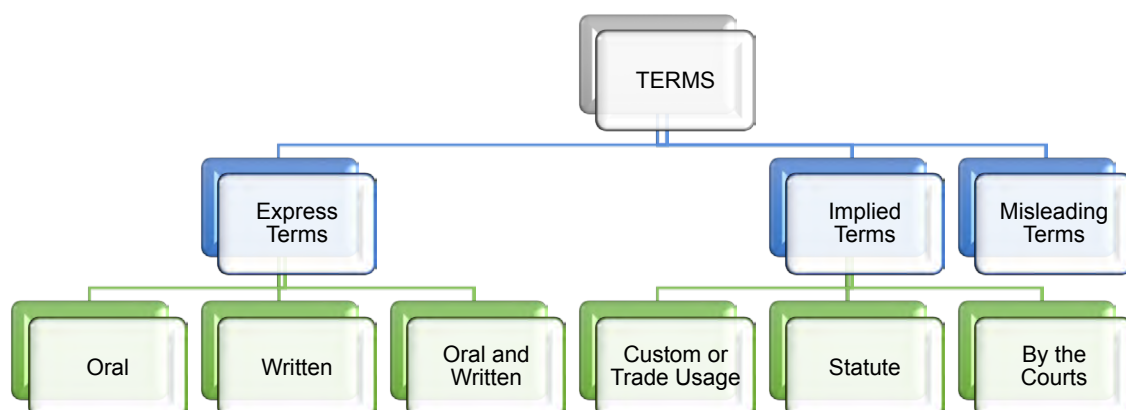 TERMS
Express
Terms
Implied
Terms
Misleading
Terms
Oral
Written
Oral and
Written
Custom or
Trade Usage
Statute
By the
Courts